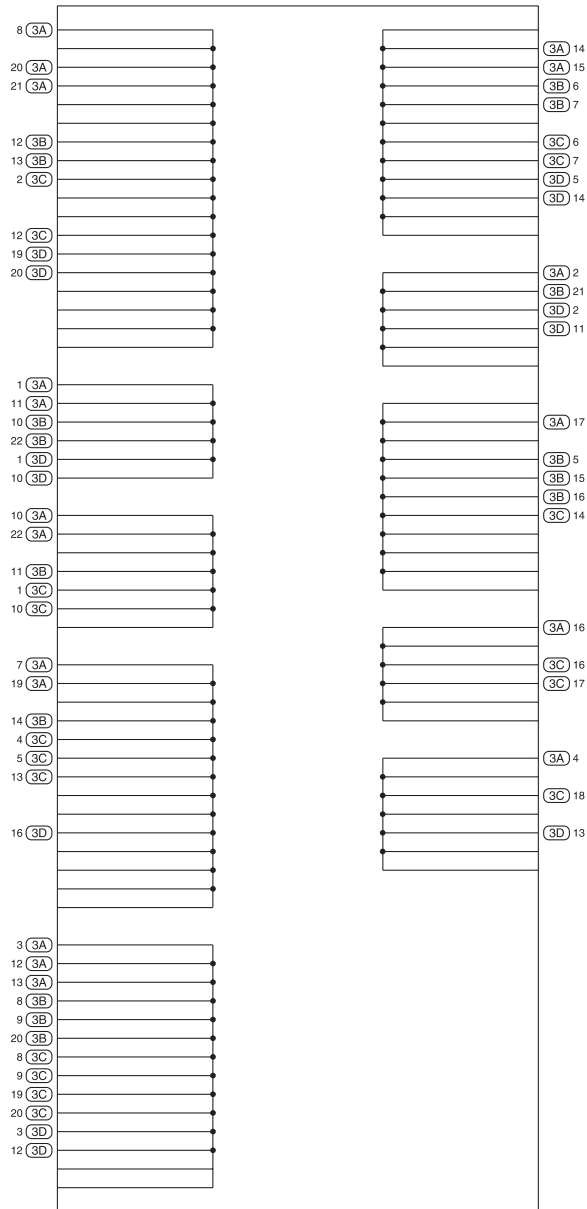 8 3A
20 3A
21 3A
12 3B
13 3B
2 3C
12 3C
19 3D
20 3D
1 3A
11 3A
10 3B
22 3B
1 3D
10 3D
10 3A
22 3A
11 3B
1 3C
10 3C
7 3A
19 3A
14 3B
4 3C
5 3C
13 3C
16 3D
3 3A
12 3A
13 3A
8 3B
9 3B
20 3B
8 3C
9 3C
19 3C
20 3C
3 3D
12 3D
3A 14
3A 15
3B 6
3B 7
3C 6
3C 7
3D 5
3D 14
3A 2
3B 21
3D 2
3D 11
3A 17
3B 5
3B 15
3B 16
3C 14
3A 16
3C 16
3C 17
3A 4
3C 18
3D 13